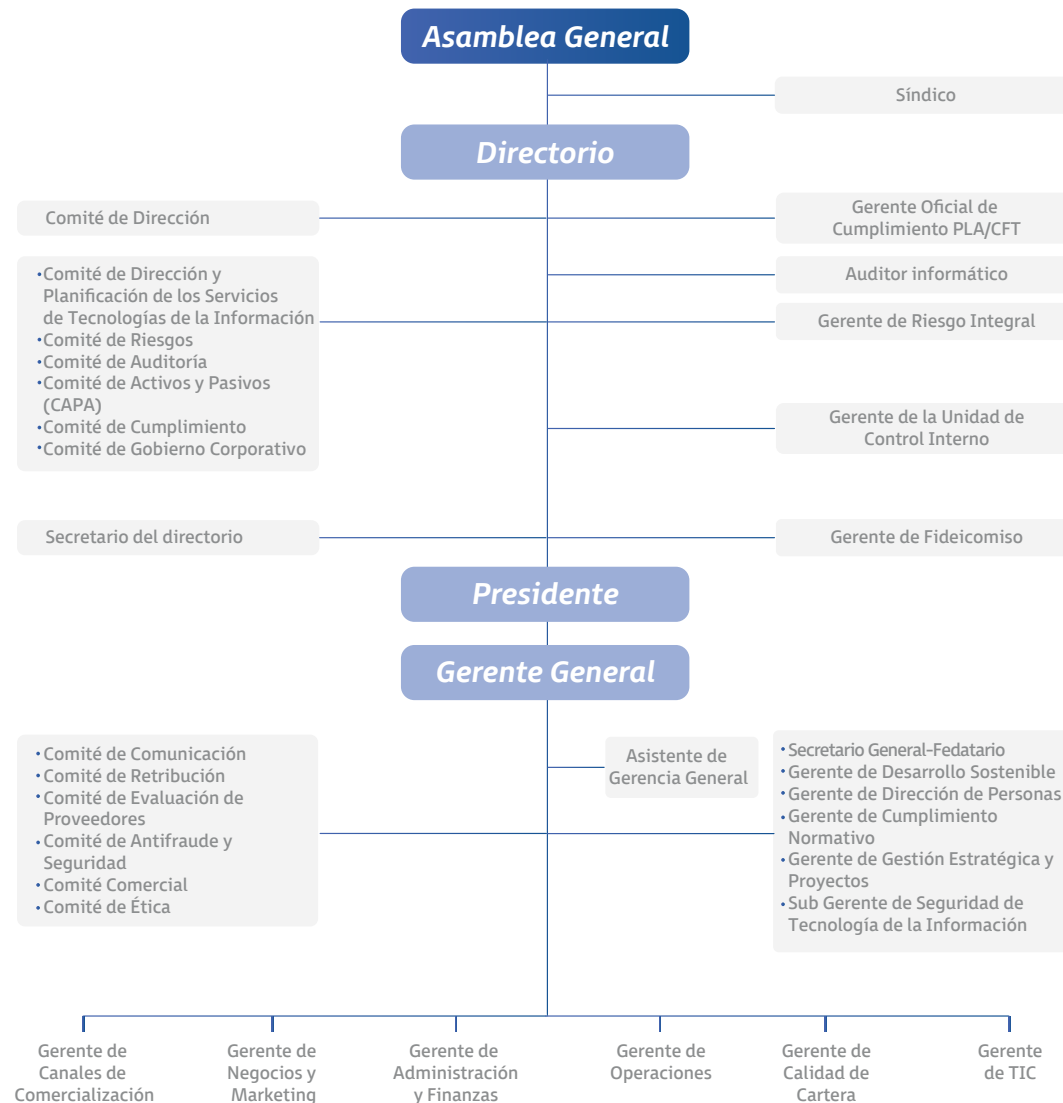 Asamblea General
Síndico
Directorio
Comité de Dirección
Gerente Oficial de
Cumplimiento PLA/CFT
•Comité de Dirección y
Planificación de los Servicios
de Tecnologías de la Información
•Comité de Riesgos
•Comité de Auditoría
•Comité de Activos y Pasivos
(CAPA)
•Comité de Cumplimiento
•Comité de Gobierno Corporativo
Auditor informático
Gerente de Riesgo Integral
Gerente de la Unidad de
Control Interno
Secretario del directorio
Gerente de Fideicomiso
Presidente
Gerente General
•Comité de Comunicación
•Comité de Retribución
•Comité de Evaluación de
Proveedores
•Comité de Antifraude y
Seguridad
•Comité Comercial
•Comité de Ética
Asistente de
Gerencia General
•Secretario General-Fedatario
•Gerente de Desarrollo Sostenible
•Gerente de Dirección de Personas
•Gerente de Cumplimiento
Normativo
•Gerente de Gestión Estratégica y
Proyectos
•Sub Gerente de Seguridad de
Tecnología de la Información
Gerente de
Canales de
Comercialización
Gerente de
Negocios y
Marketing
Gerente de
Administración
y Finanzas
Gerente de
Operaciones
Gerente de
Calidad de
Cartera
Gerente
de TIC